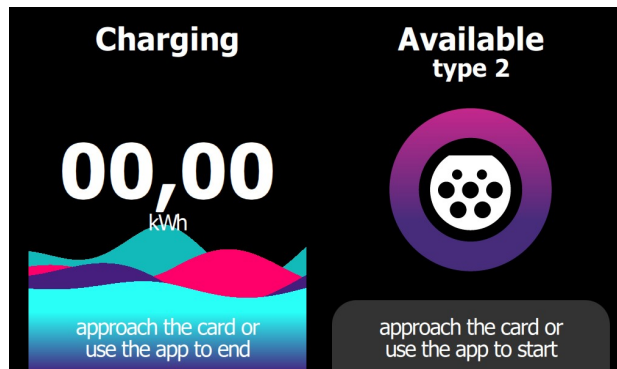 Charging
00,00
kWh
approach the card or
use the app to end
Available
type 2
approach the card or
use the app to start